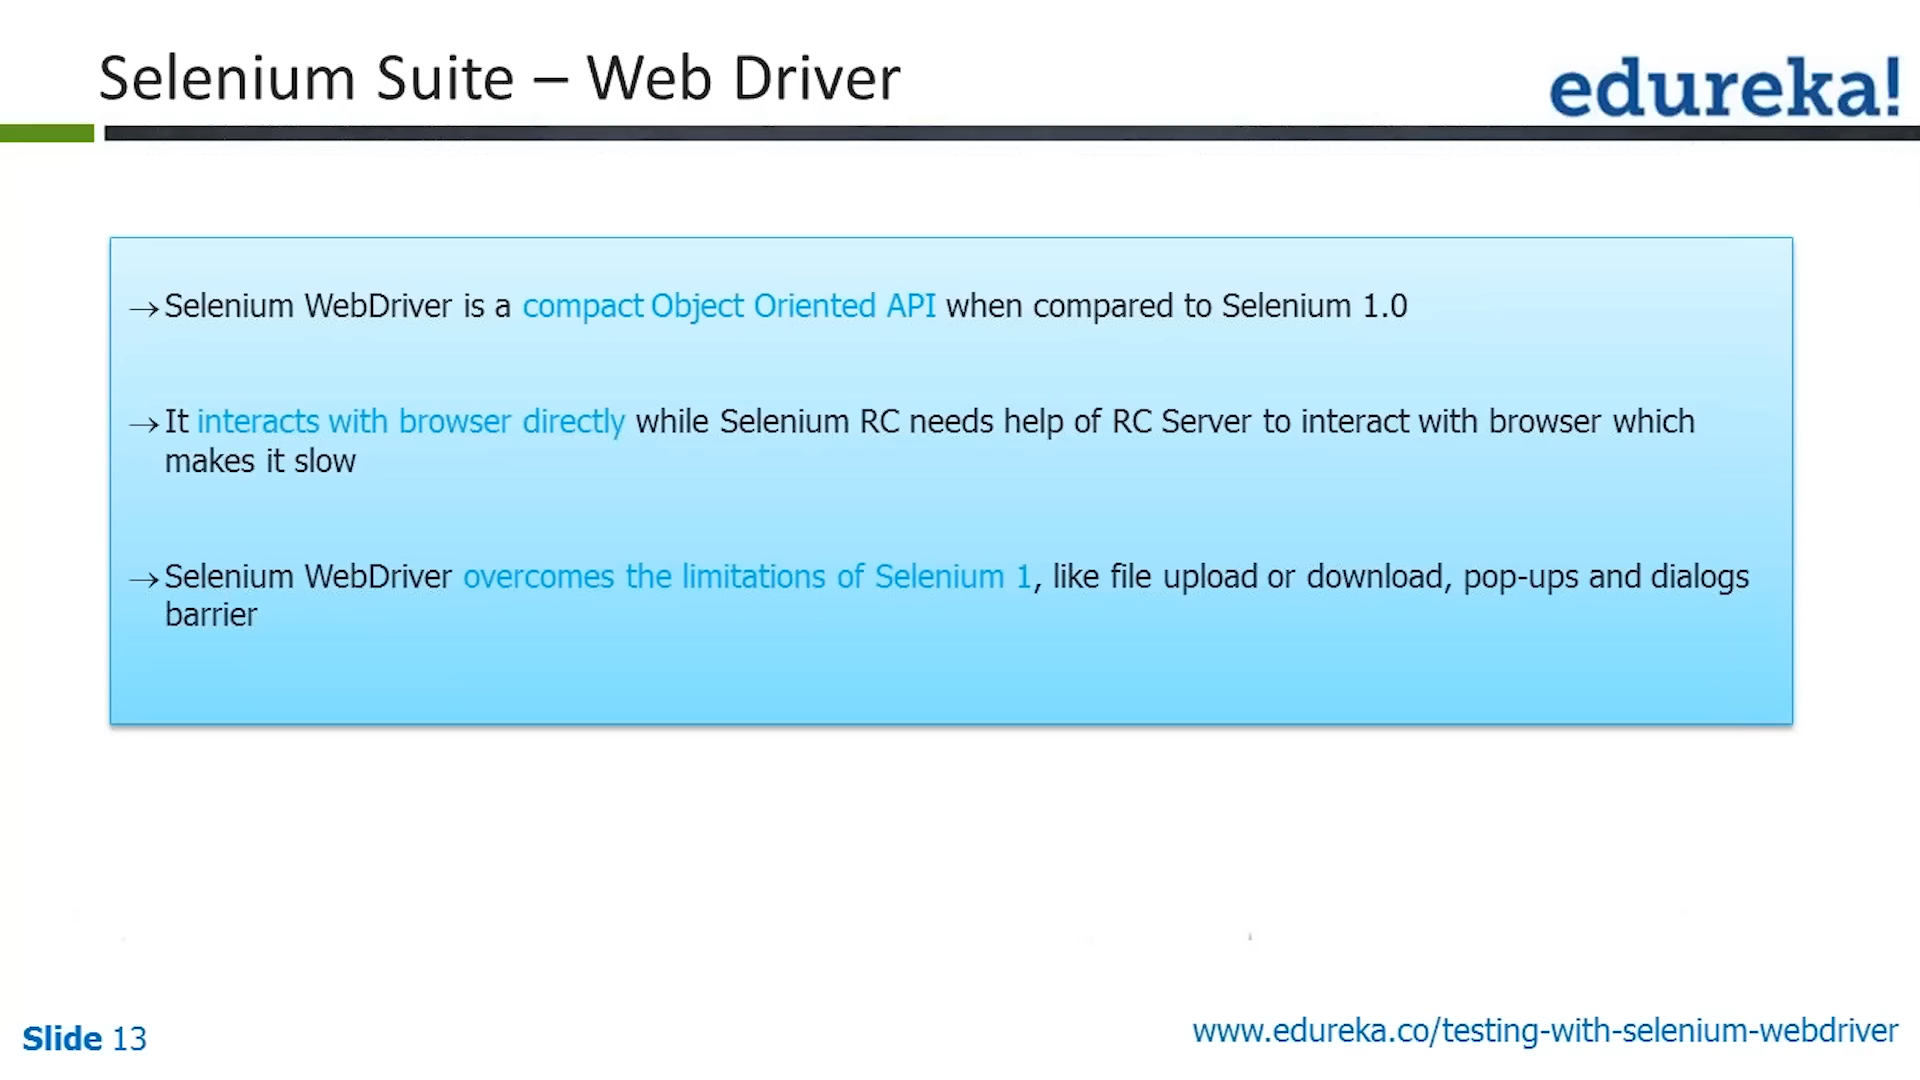 Selenium Suite – Web Driver
edureka!
→Selenium WebDriver is a compact Object Oriented API when compared to Selenium 1.0
→It interacts with browser directly while Selenium RC needs help of RC Server to interact with browser which
makes it slow
→Selenium WebDriver overcomes the limitations of Selenium 1, like file upload or download, pop-ups and dialogs
barrier
Slide 13
www.edureka.co/testing-with-selenium-webdriver